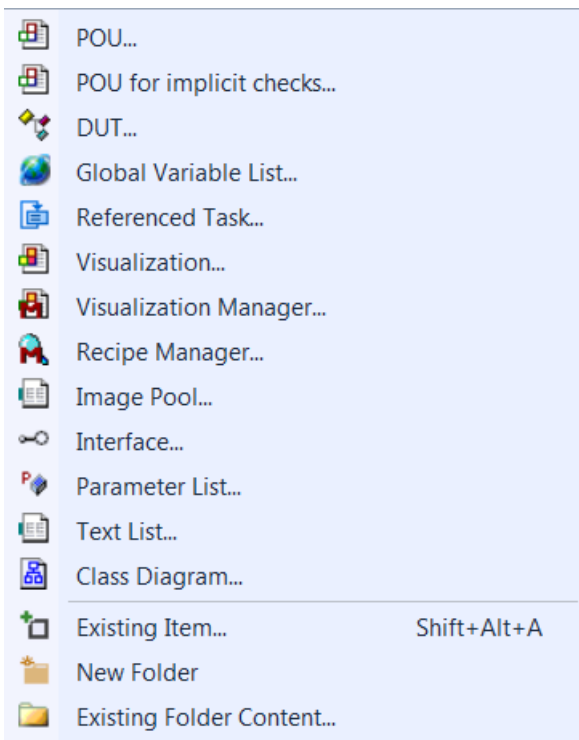 POU...
POU for implicit checks...
DUT...
Global Variable List...
Referenced Task...
Visualization...
Visualization Manager...
Recipe Manager...
Image Pool...
Interface...
Parameter List...
Text List...
Class Diagram...
Existing Item... Shift+Alt+A
New Folder
Existing Folder Content...